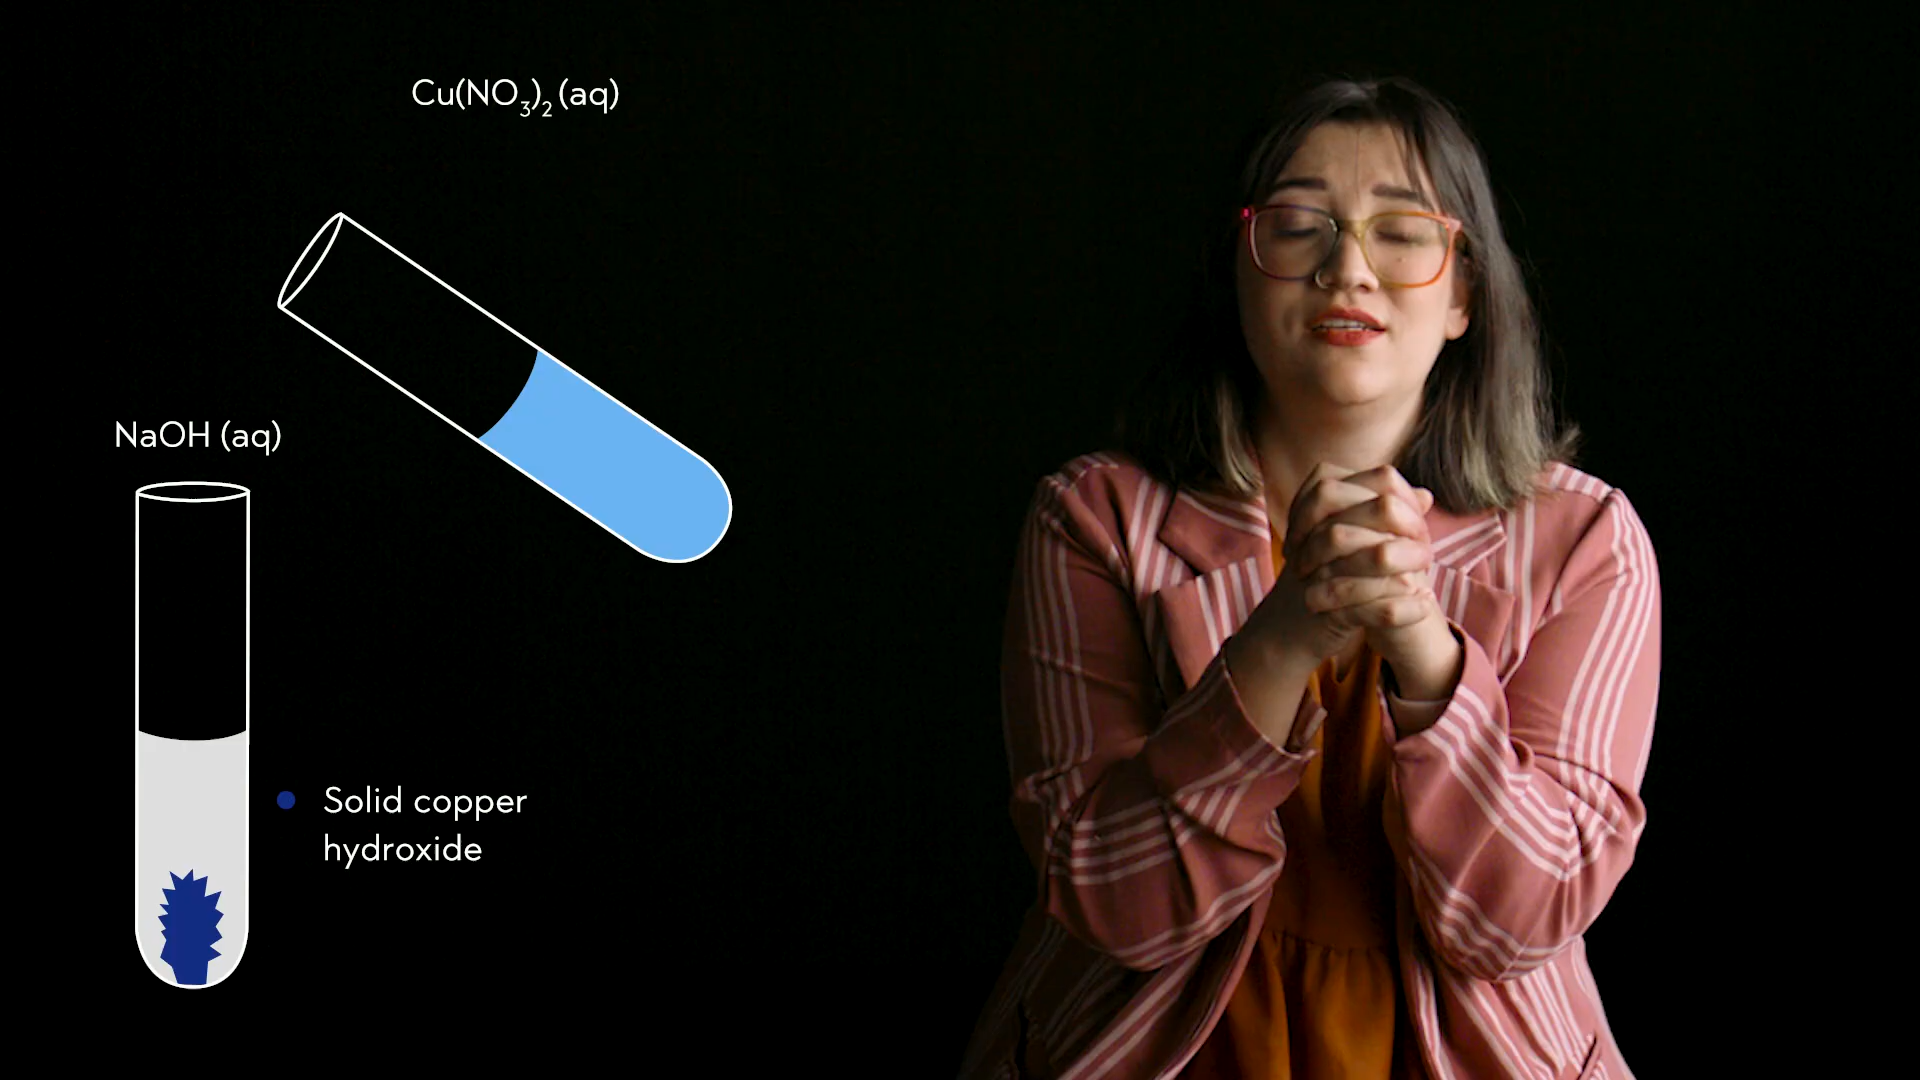 Cu(NO₃)₂ (aq)
NaOH (aq)
Solid copper
hydroxide